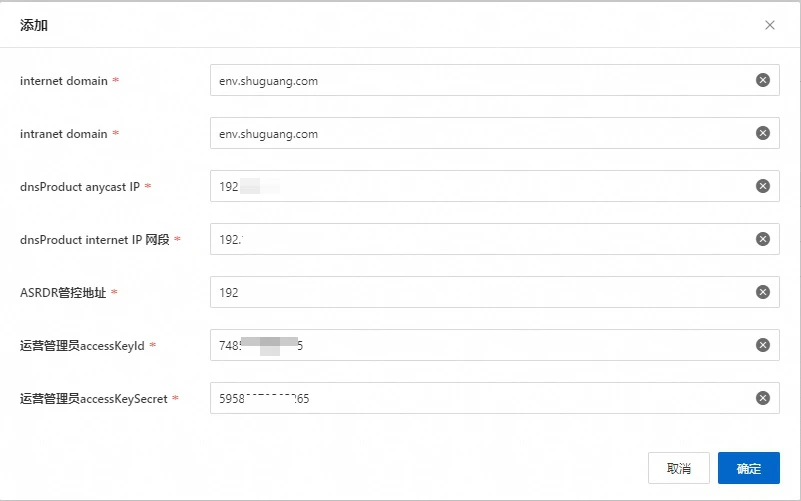 添加
internet domain * env.shuguang.com
intranet domain * env.shuguang.com
dnsProduct anycast IP * 192
dnsProduct internet IP 网段 * 192.
ASRDR管控地址 * 192
运营管理员accessKeyId * 748 5
运营管理员accessKeySecret * 5958 265
取消 确定